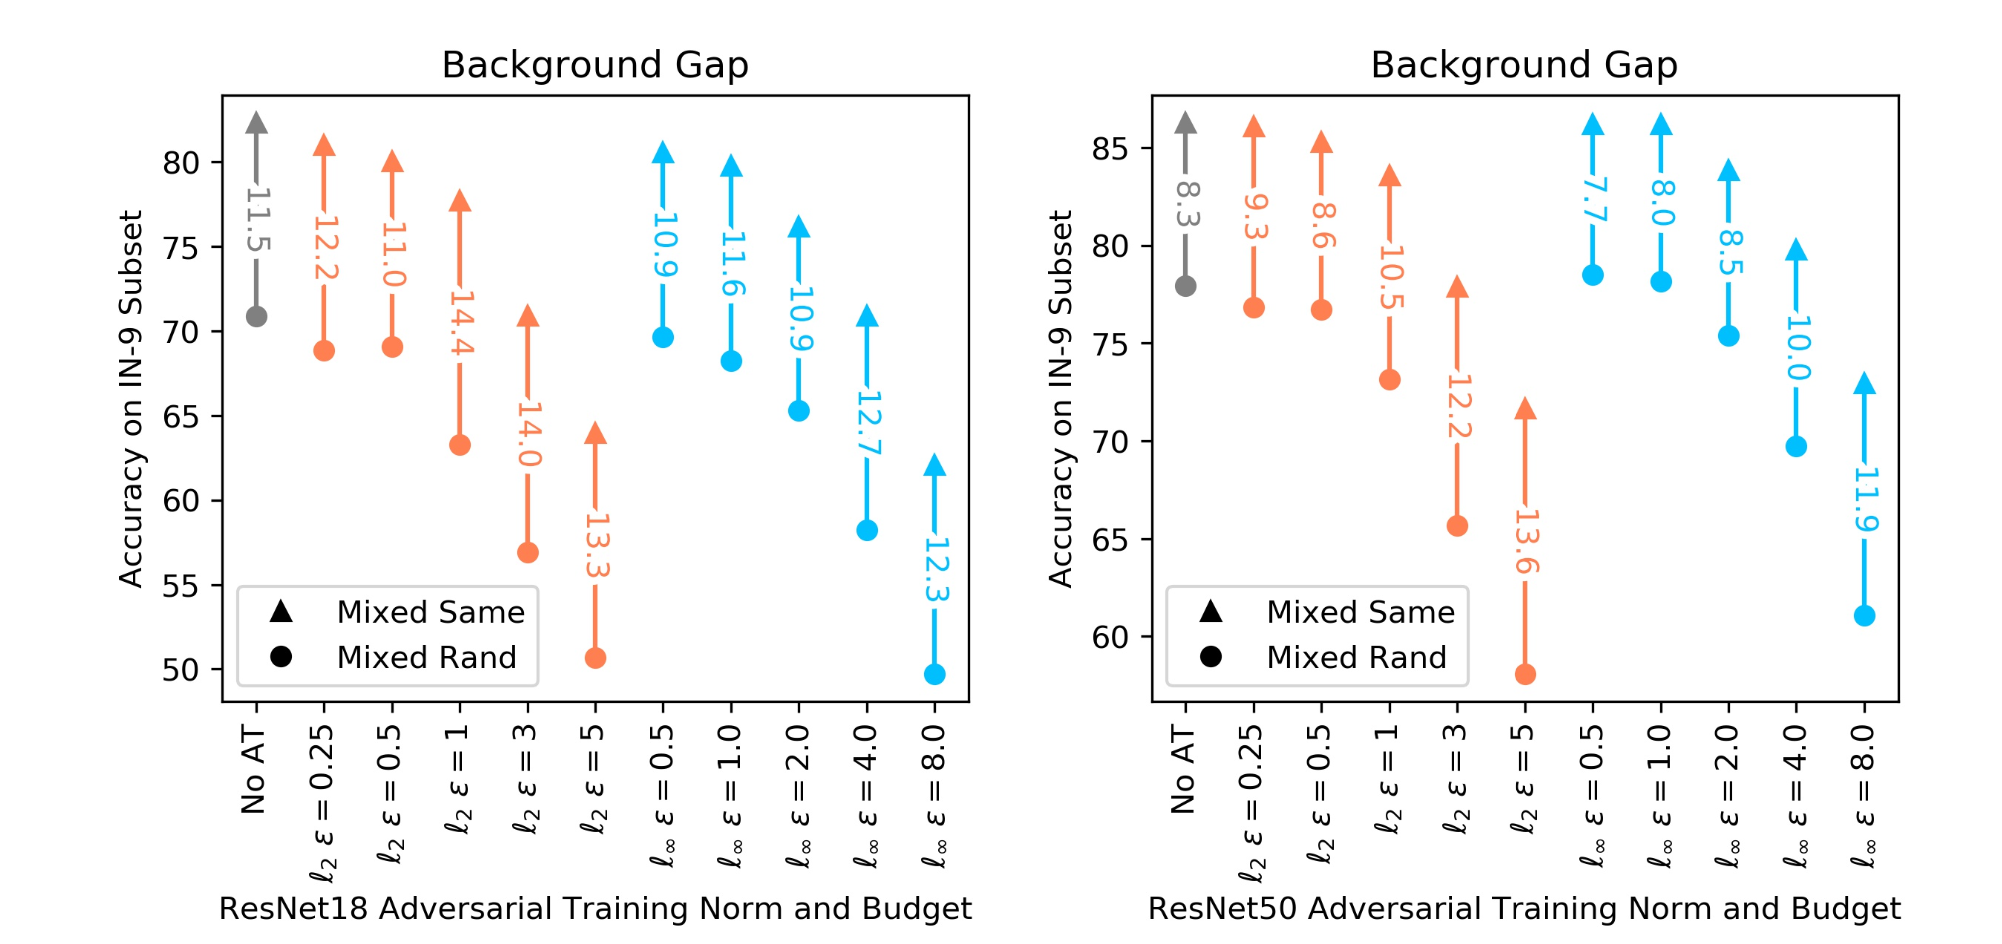 Background Gap
Accuracy on IN-9 Subset
80
75
70
65
60
55
50
11.5
12.2
11.0
14.4
14.0
13.3
10.9
11.6
10.9
12.7
12.3
Mixed Same
Mixed Rand
No AT
ℓ₂ ε = 0.25
ℓ₂ ε = 0.5
ℓ₂ ε = 1
ℓ₂ ε = 3
ℓ₂ ε = 5
ℓ∞ ε = 0.5
ℓ∞ ε = 1.0
ℓ∞ ε = 2.0
ℓ∞ ε = 4.0
ℓ∞ ε = 8.0
ResNet18 Adversarial Training Norm and Budget
Background Gap
Accuracy on IN-9 Subset
85
80
75
70
65
60
8.3
9.3
8.6
10.5
12.2
13.6
7.7
8.0
8.5
10.0
11.9
Mixed Same
Mixed Rand
No AT
ℓ₂ ε = 0.25
ℓ₂ ε = 0.5
ℓ₂ ε = 1
ℓ₂ ε = 3
ℓ₂ ε = 5
ℓ∞ ε = 0.5
ℓ∞ ε = 1.0
ℓ∞ ε = 2.0
ℓ∞ ε = 4.0
ℓ∞ ε = 8.0
ResNet50 Adversarial Training Norm and Budget